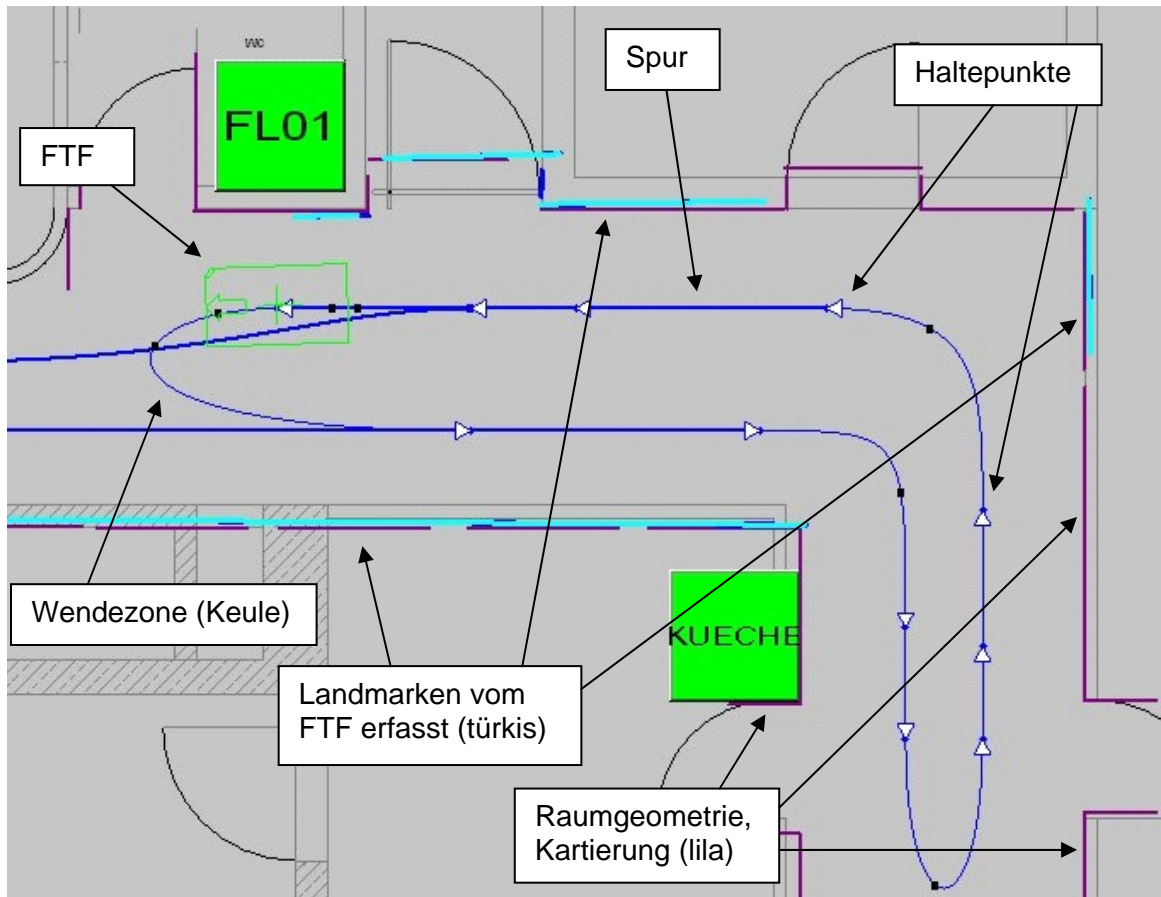 WC
Spur
Haltepunkte
FL01
FTF
Wendezone (Keule)
KUECHE
Landmarken vom
FTF erfasst (türkis)
Raumgeometrie,
Kartierung (lila)